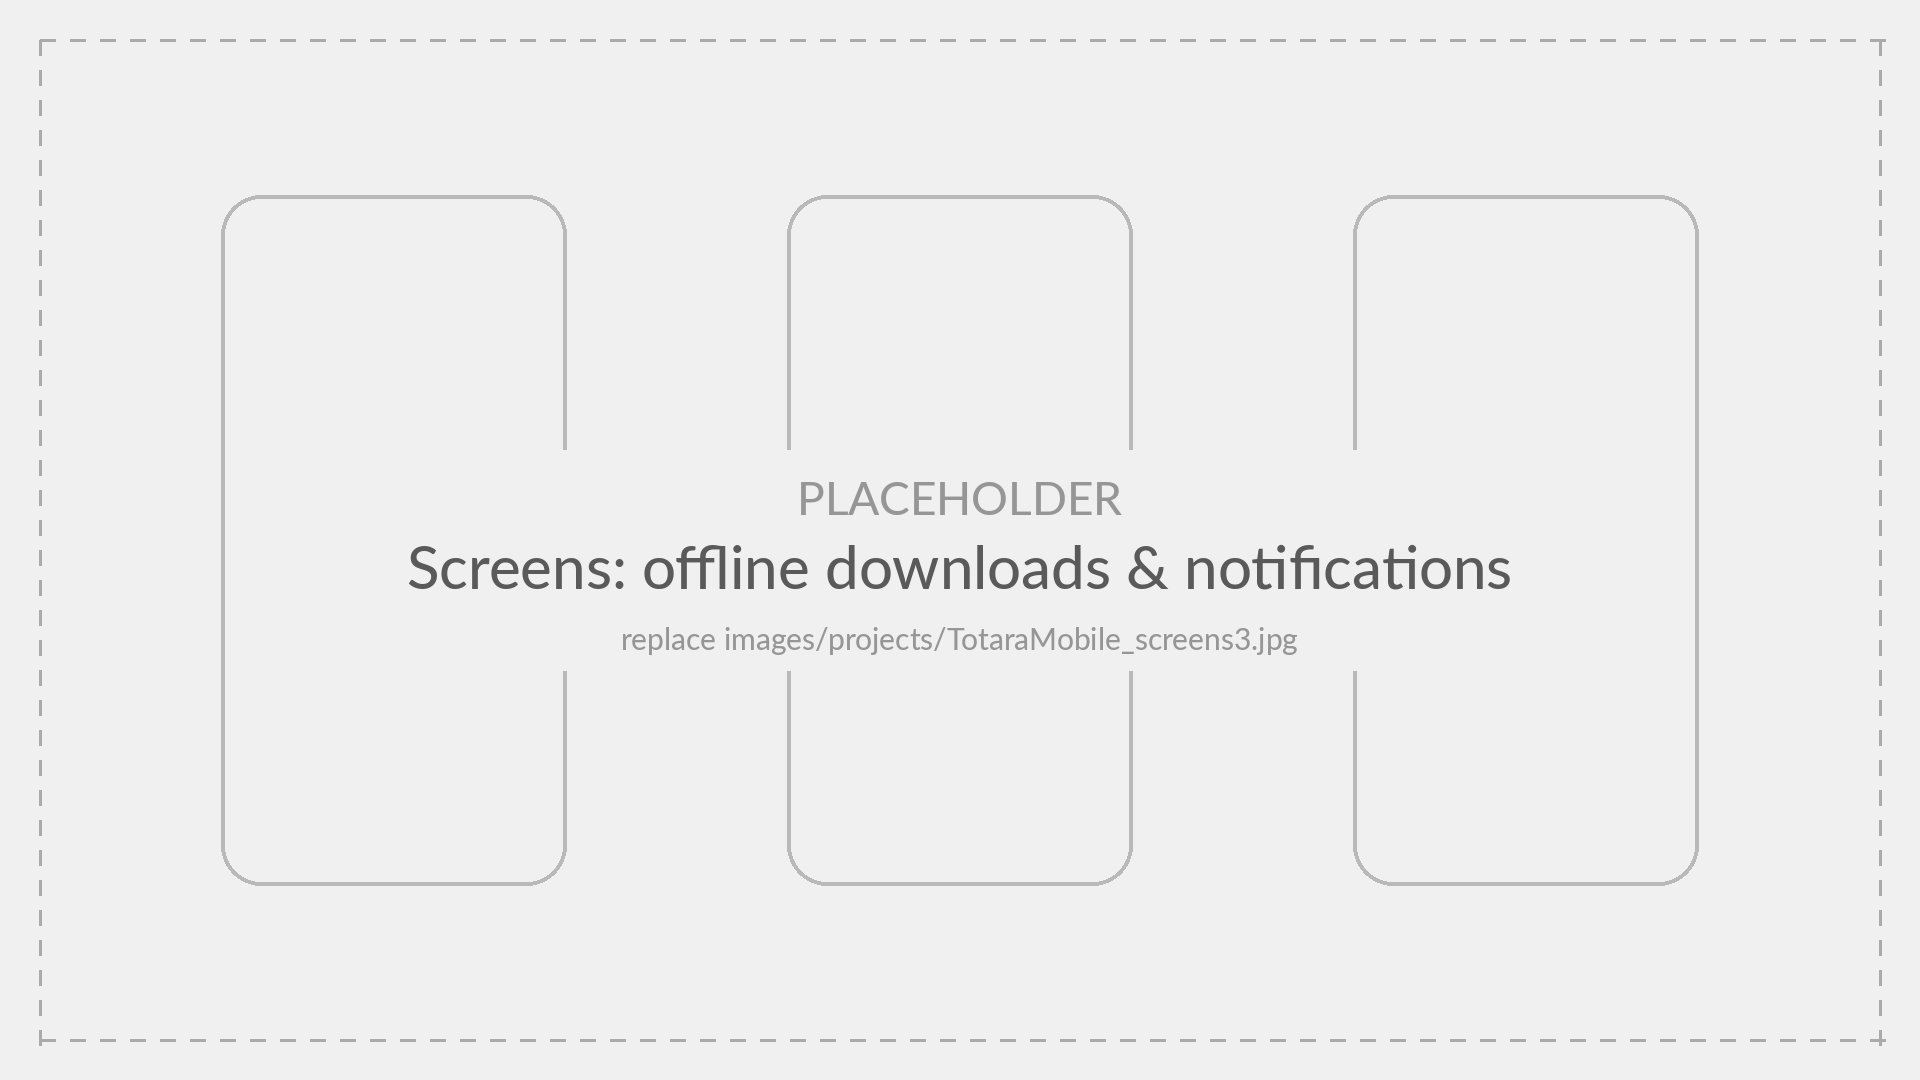 PLACEHOLDER
Screens: offline downloads & notifications
replace images/projects/TotaraMobile_screens3.jpg